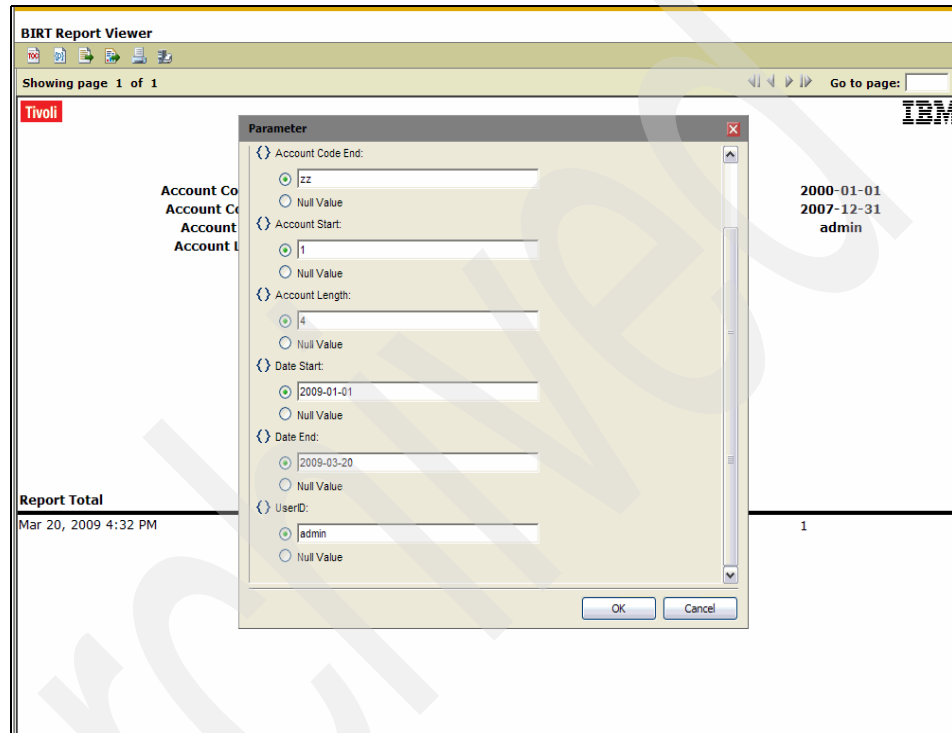 BIRT Report Viewer
TOC
Showing page 1 of 1
Go to page:
Tivoli
IBM
Parameter
{} Account Code End:
zz
Null Value
{} Account Start:
1
Null Value
{} Account Length:
4
Null Value
{} Date Start:
2009-01-01
Null Value
{} Date End:
2009-03-20
Null Value
{} UserID:
admin
Null Value
OK Cancel
Account Co
Account Co
Account
Account L
2000-01-01
2007-12-31
admin
Report Total
Mar 20, 2009 4:32 PM
1
rchived